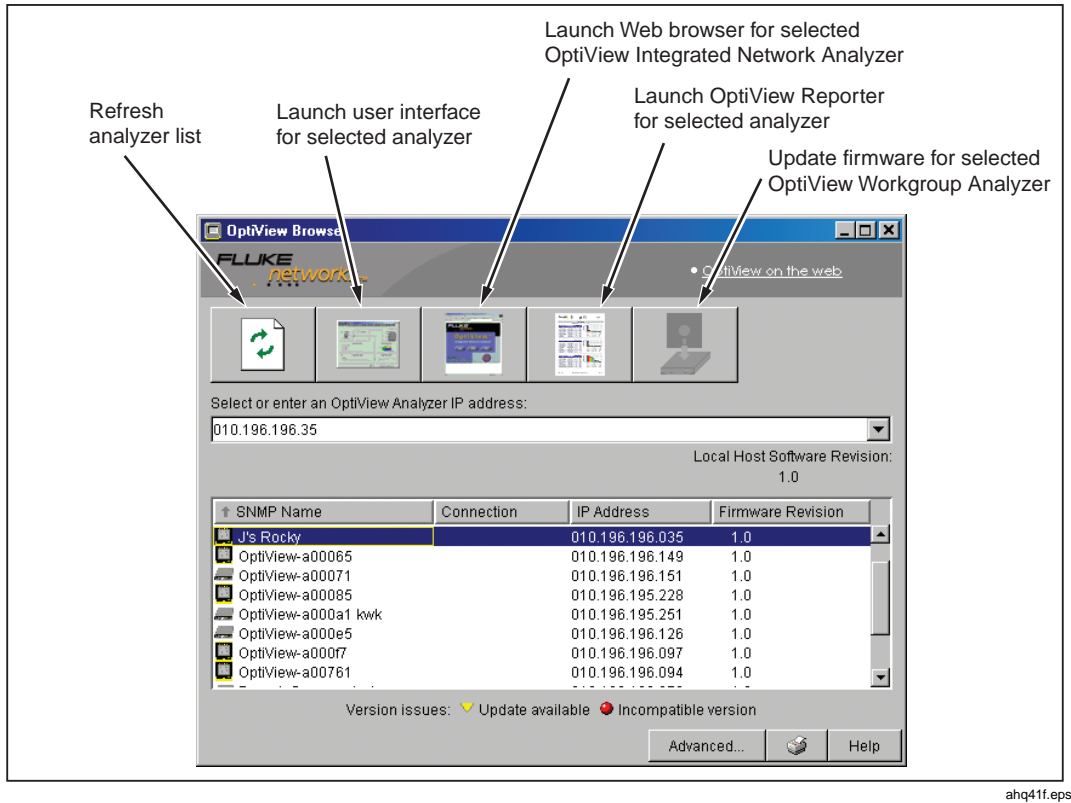 Launch Web browser for selected
OptiView Integrated Network Analyzer
Refresh
analyzer list
Launch user interface
for selected analyzer
Launch OptiView Reporter
for selected analyzer
Update firmware for selected
OptiView Workgroup Analyzer
OptiView Browser
FLUKE
networks
OptiView on the web
Select or enter an OptiView Analyzer IP address:
010.196.196.35
Local Host Software Revision:
1.0
SNMP Name Connection IP Address Firmware Revision
J's Rocky 010.196.196.035 1.0
OptiView-a00065 010.196.196.149 1.0
OptiView-a00071 010.196.196.151 1.0
OptiView-a00085 010.196.195.228 1.0
OptiView-a000a1 kwk 010.196.195.251 1.0
OptiView-a000e5 010.196.196.126 1.0
OptiView-a000f7 010.196.196.097 1.0
OptiView-a00761 010.196.196.094 1.0
Version issues: Update available Incompatible version
Advanced... Help
ahq41f.eps